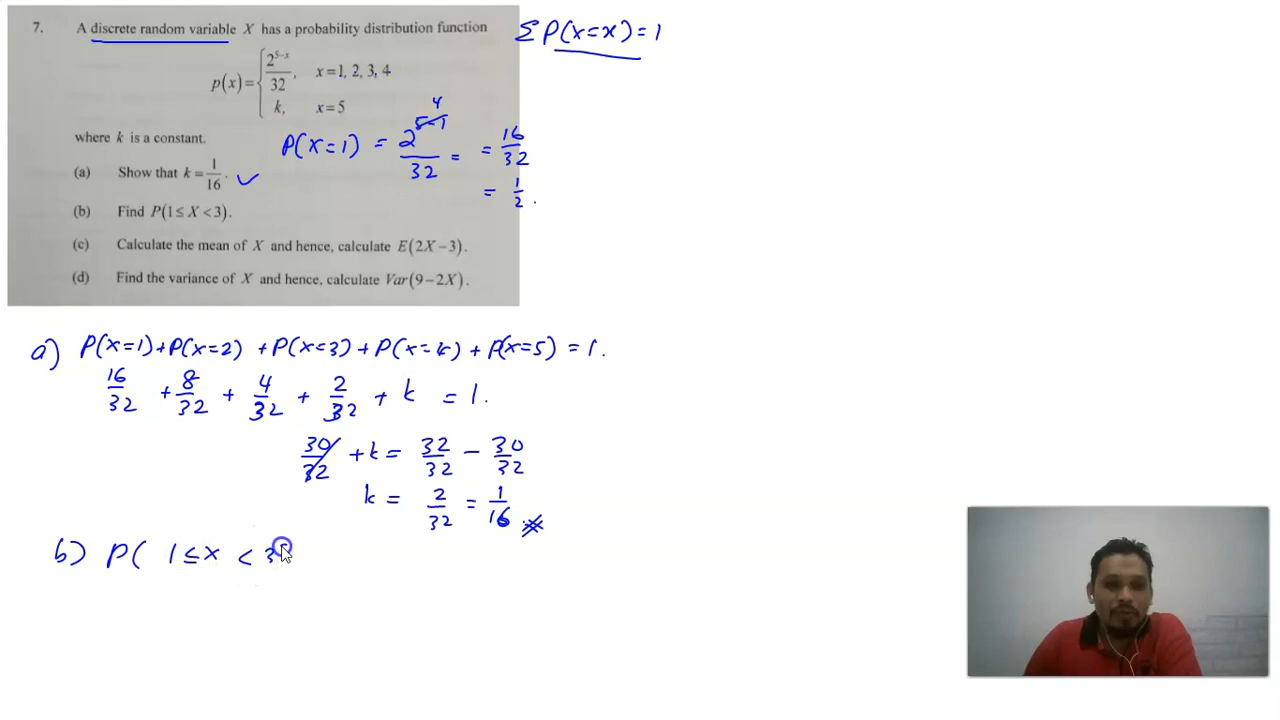 7. A discrete random variable X has a probability distribution function
p(x) = { 2^(5-x)/32, x = 1, 2, 3, 4
k, x = 5
where k is a constant.
(a) Show that k = 1/16. ✓
(b) Find P(1 ≤ X < 3).
(c) Calculate the mean of X and hence, calculate E(2X − 3).
(d) Find the variance of X and hence, calculate Var(9 − 2X).
Σ P(X=x) = 1
P(X=1) = 2^(5-1) 4 / 32 = = 16/32
= 1/2.
a) P(X=1) + P(X=2) + P(X=3) + P(X=4) + P(X=5) = 1.
16/32 + 8/32 + 4/32 + 2/32 + k = 1.
30/32 + k = 32/32 − 30/32
k = 2/32 = 1/16
b) P( 1 ≤ X < 3